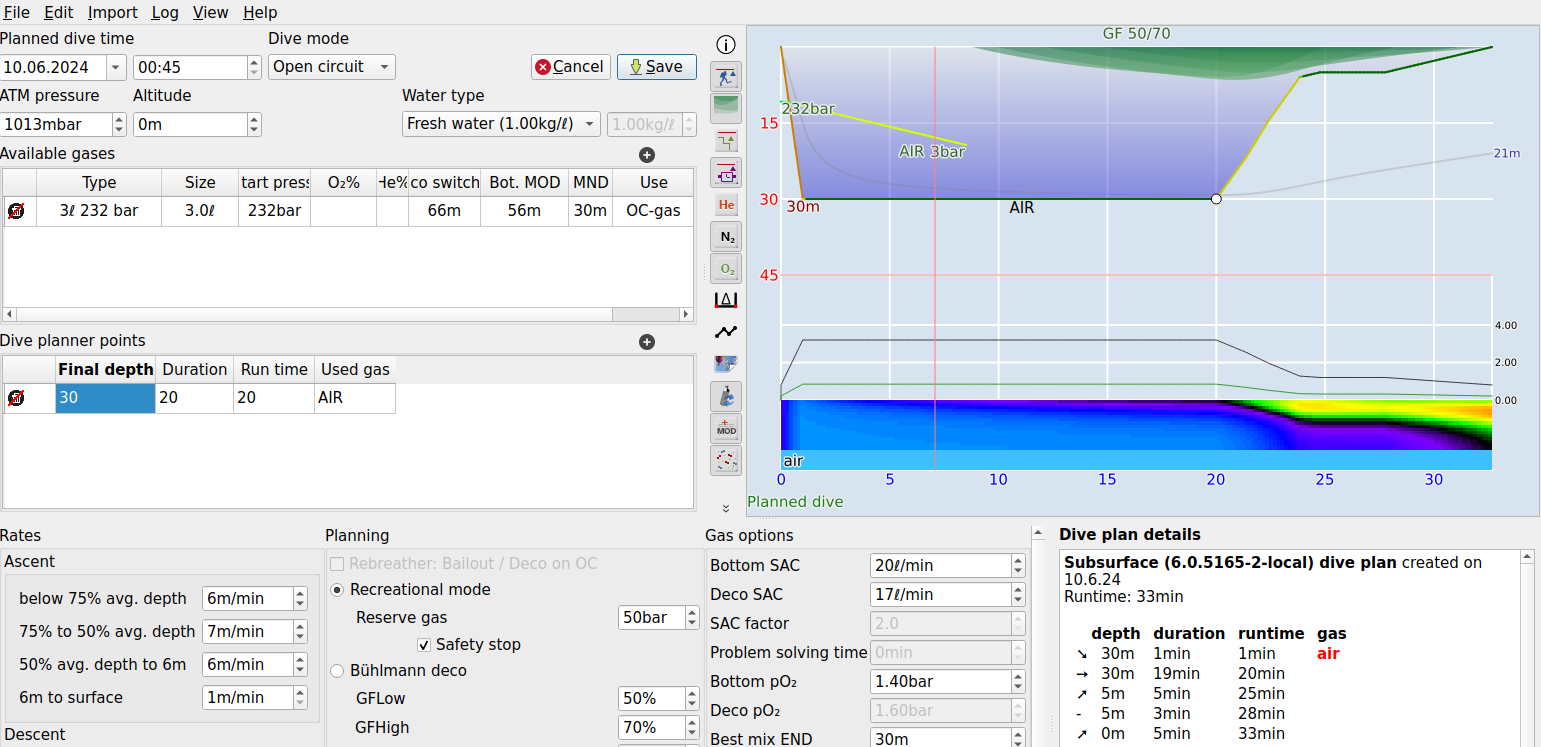 File Edit Import Log View Help
Planned dive time Dive mode
10.06.2024 00:45 Open circuit Cancel Save
ATM pressure Altitude Water type
1013mbar 0m Fresh water (1.00kg/ℓ) 1.00kg/ℓ
Available gases
Type Size tart press O₂% He% co switch Bot. MOD MND Use
3ℓ 232 bar 3.0ℓ 232bar 66m 56m 30m OC-gas
Dive planner points
Final depth Duration Run time Used gas
30 20 20 AIR
i
He
N₂
O₂
MOD
GF 50/70
232bar
15
AIR 3bar
21m
30
30m
AIR
45
4.00
2.00
0.00
air
0 5 10 15 20 25 30
Planned dive
Rates
Ascent
below 75% avg. depth 6m/min
75% to 50% avg. depth 7m/min
50% avg. depth to 6m 6m/min
6m to surface 1m/min
Descent
Planning
Rebreather: Bailout / Deco on OC
Recreational mode
Reserve gas 50bar
Safety stop
Bühlmann deco
GFLow 50%
GFHigh 70%
Gas options
Bottom SAC 20ℓ/min
Deco SAC 17ℓ/min
SAC factor 2.0
Problem solving time 0min
Bottom pO₂ 1.40bar
Deco pO₂ 1.60bar
Best mix END 30m
Dive plan details
Subsurface (6.0.5165-2-local) dive plan created on
10.6.24
Runtime: 33min
depth duration runtime gas
➘ 30m 1min 1min air
➙ 30m 19min 20min
➚ 5m 5min 25min
- 5m 3min 28min
➚ 0m 5min 33min